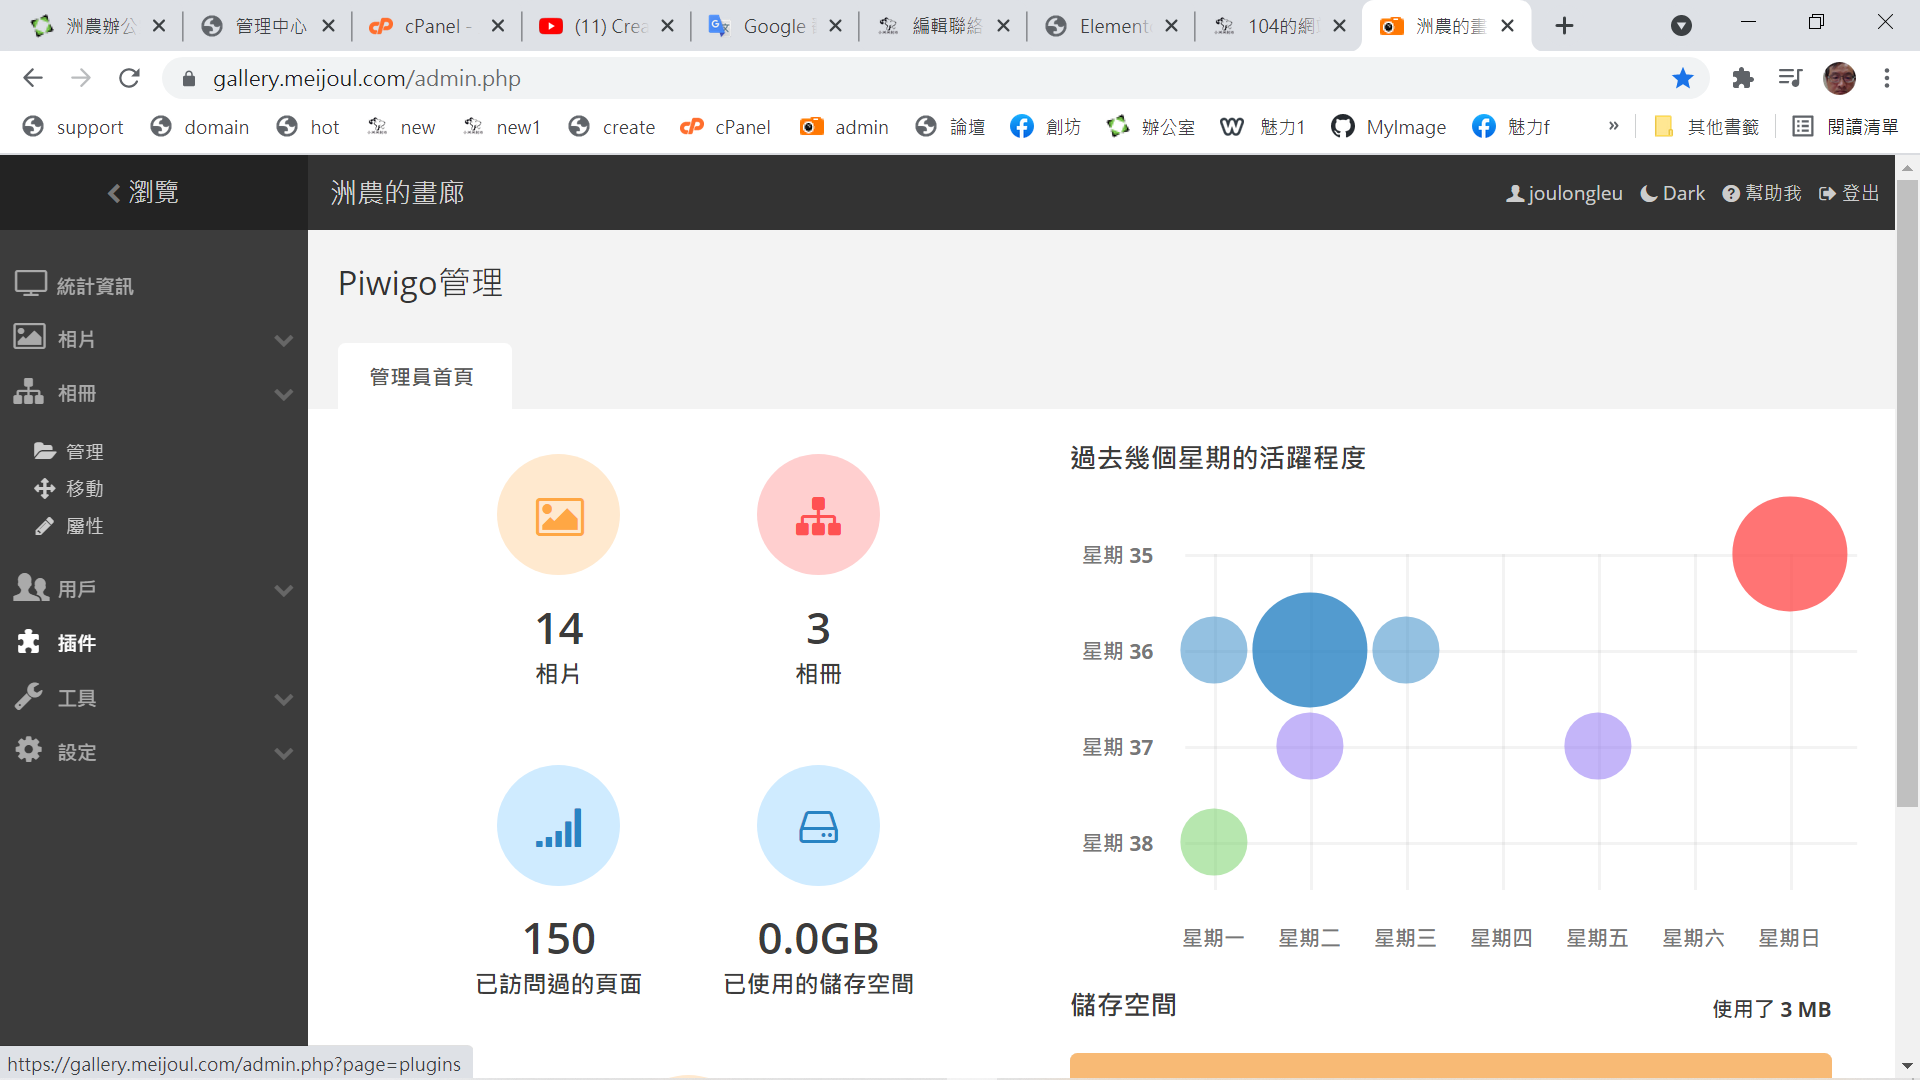 洲農辦公
管理中心
cPanel -
(11) Crea
Google
編輯聯絡
Element
104的網
洲農的畫
gallery.meijoul.com/admin.php
support
domain
hot
new
new1
create
cPanel
admin
論壇
創坊
辦公室
魅力1
MyImage
魅力f
»
其他書籤
閱讀清單
瀏覽
洲農的畫廊
joulongleu
Dark
幫助我
登出
統計資訊
相片
相冊
管理
移動
屬性
用戶
插件
工具
設定
Piwigo管理
管理員首頁
14
相片
3
相冊
150
已訪問過的頁面
0.0GB
已使用的儲存空間
過去幾個星期的活躍程度
星期 35
星期 36
星期 37
星期 38
星期一 星期二 星期三 星期四 星期五 星期六 星期日
儲存空間
使用了 3 MB
https://gallery.meijoul.com/admin.php?page=plugins